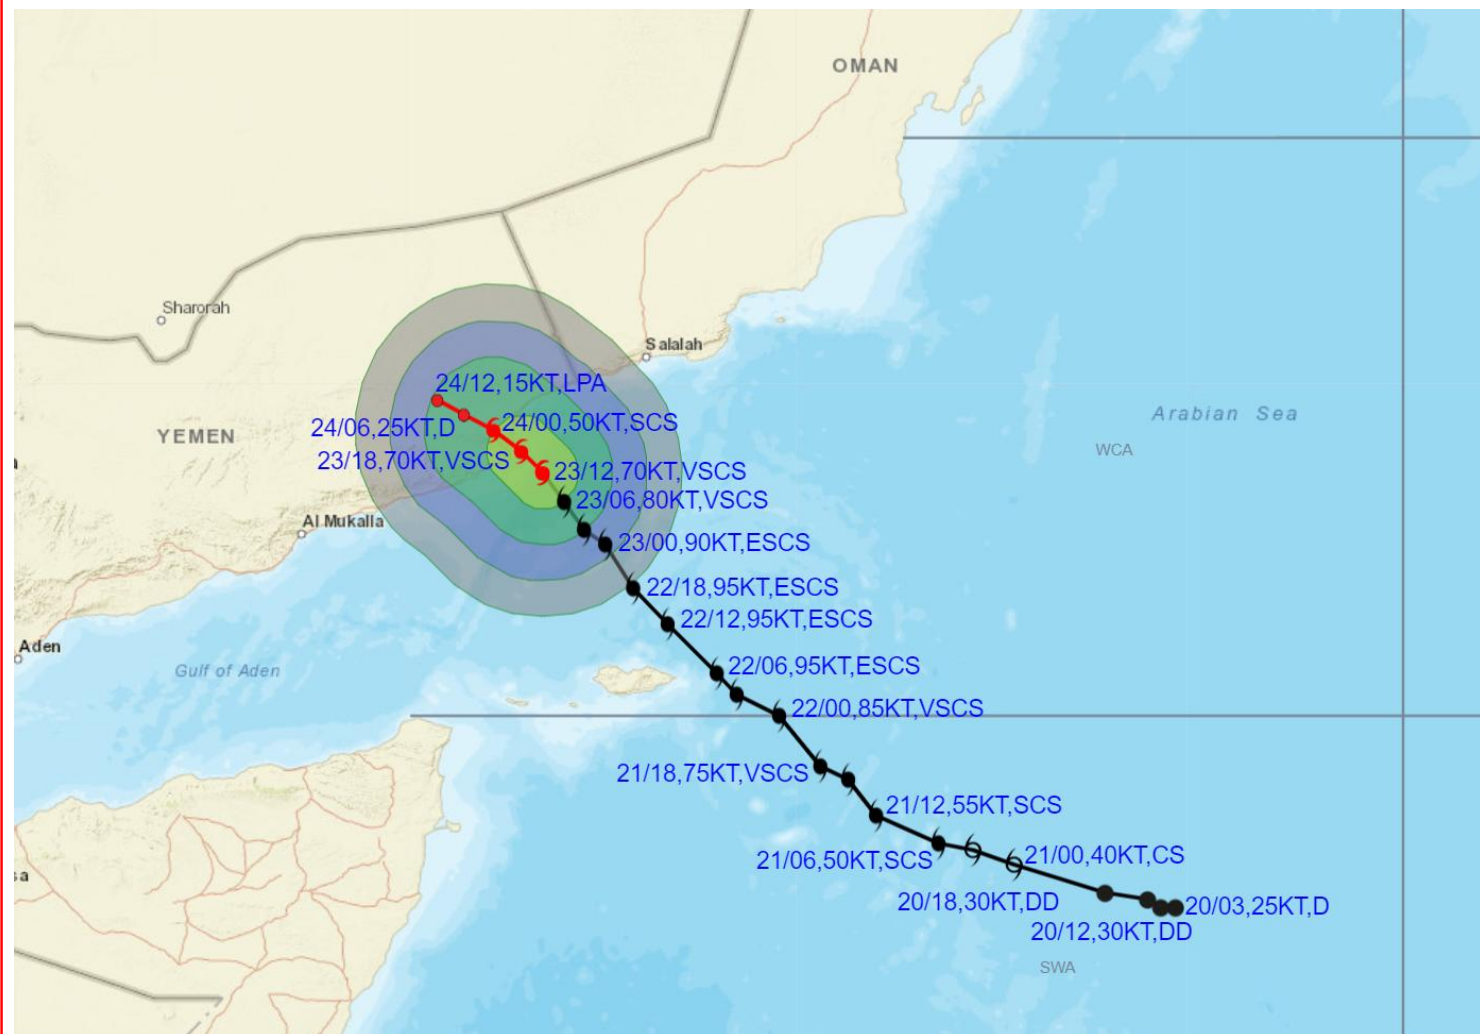 OMAN
Sharorah
Salalah
24/12,15KT,LPA
Arabian Sea
24/00,50KT,SCS
24/06,25KT,D
YEMEN
WCA
23/18,70KT,VSCS
23/12,70KT,VSCS
23/06,80KT,VSCS
Al Mukalla
23/00,90KT,ESCS
22/18,95KT,ESCS
22/12,95KT,ESCS
Aden
Gulf of Aden
22/06,95KT,ESCS
22/00,85KT,VSCS
21/18,75KT,VSCS
21/12,55KT,SCS
21/00,40KT,CS
21/06,50KT,SCS
sa
20/18,30KT,DD
20/03,25KT,D
20/12,30KT,DD
SWA